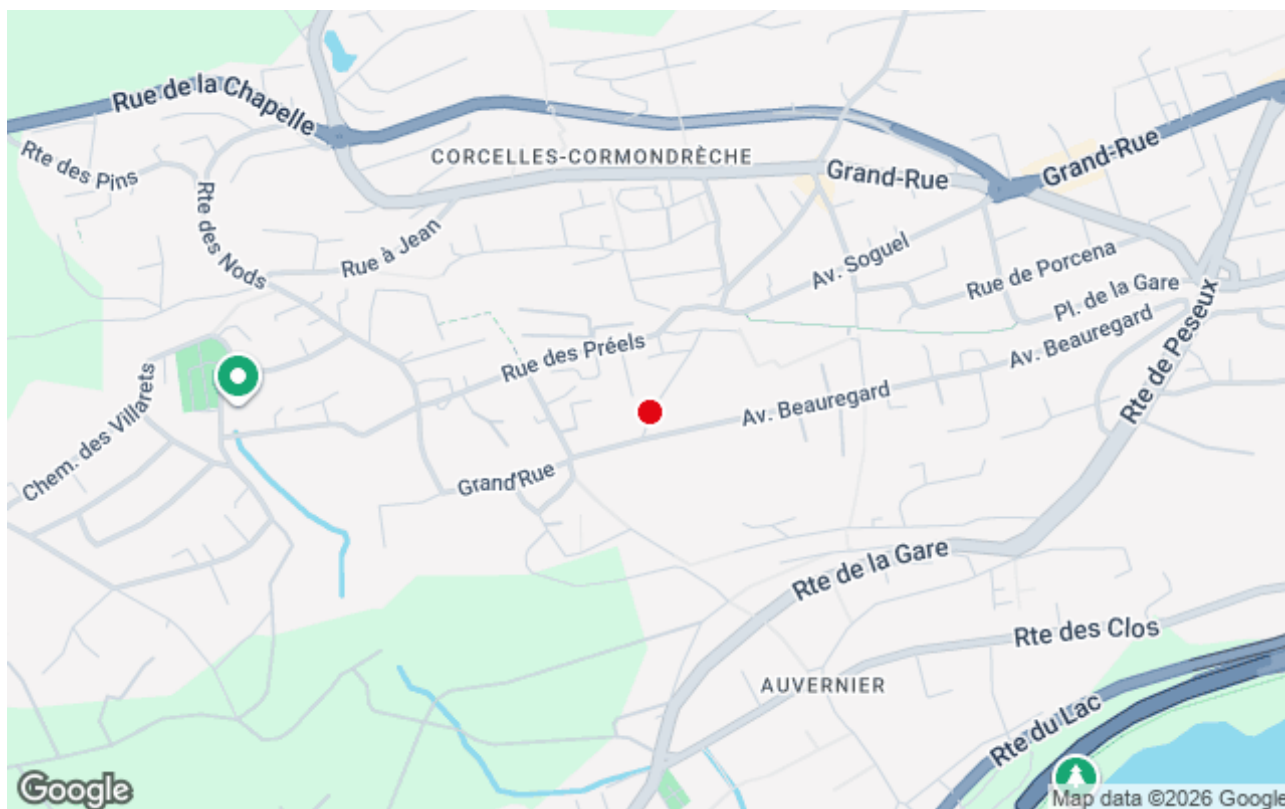 Rue de la Chapelle
Rte des Pins
CORCELLES-CORMONDRÈCHE
Grand-Rue
Grand-Rue
Rte des Nods
Rue à Jean
Av. Soguel
Rue de Porcena
Pl. de la Gare
Rue des Préels
Av. Beauregard
Rte de Peseux
Chem. des Villarets
Av. Beauregard
Grand'Rue
Rte de la Gare
Rte des Clos
AUVERNIER
Rte du Lac
Google
Map data ©2026 Google